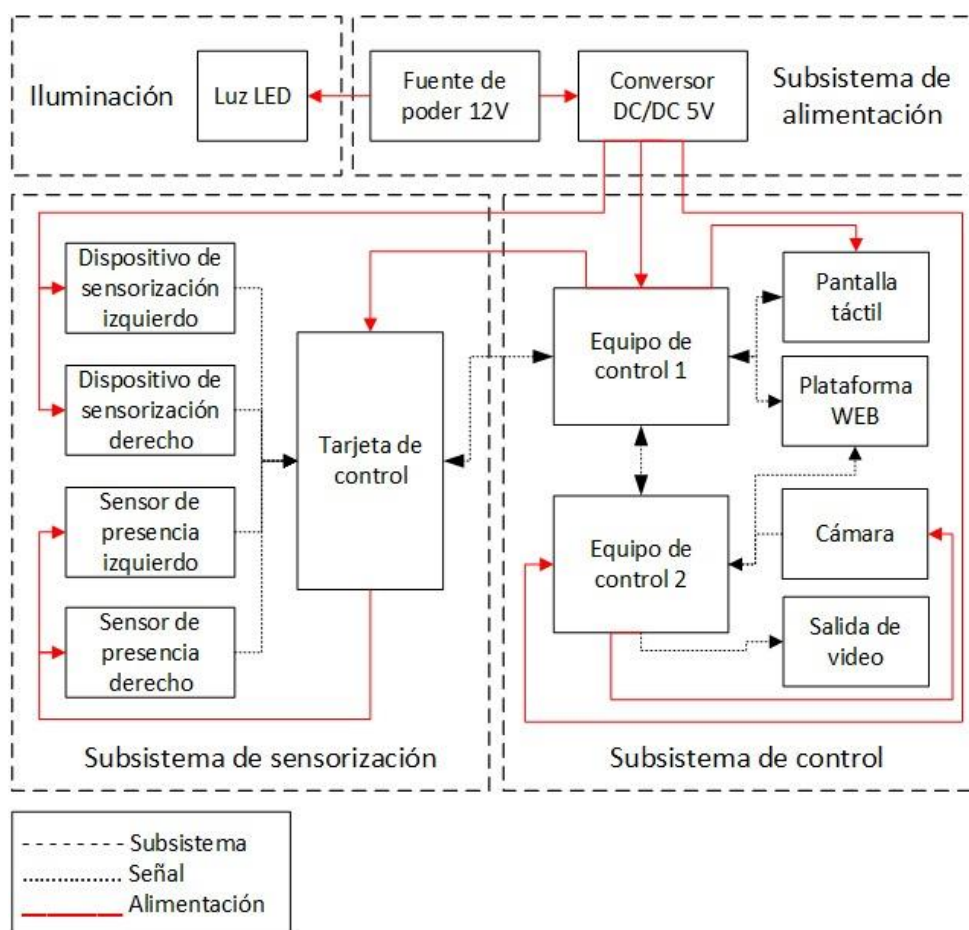 Iluminación
Luz LED
Fuente de
poder 12V
Conversor
DC/DC 5V
Subsistema de
alimentación
Dispositivo de
sensorización
izquierdo
Dispositivo de
sensorización
derecho
Sensor de
presencia
izquierdo
Sensor de
presencia
derecho
Tarjeta de
control
Subsistema de sensorización
Equipo de
control 1
Equipo de
control 2
Pantalla
táctil
Plataforma
WEB
Cámara
Salida de
video
Subsistema de control
Subsistema
Señal
Alimentación